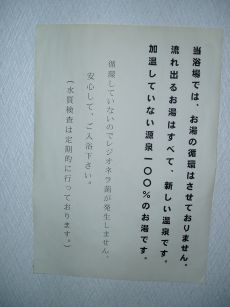 当浴場では、お湯の循環はさせておりません。
流れ出るお湯はすべて、新しい温泉です。
加温していない源泉一〇〇％のお湯です。
循環していないのでレジオネラ菌が発生しません。
安心して、ご入浴下さい。
（水質検査は定期的に行っております。）